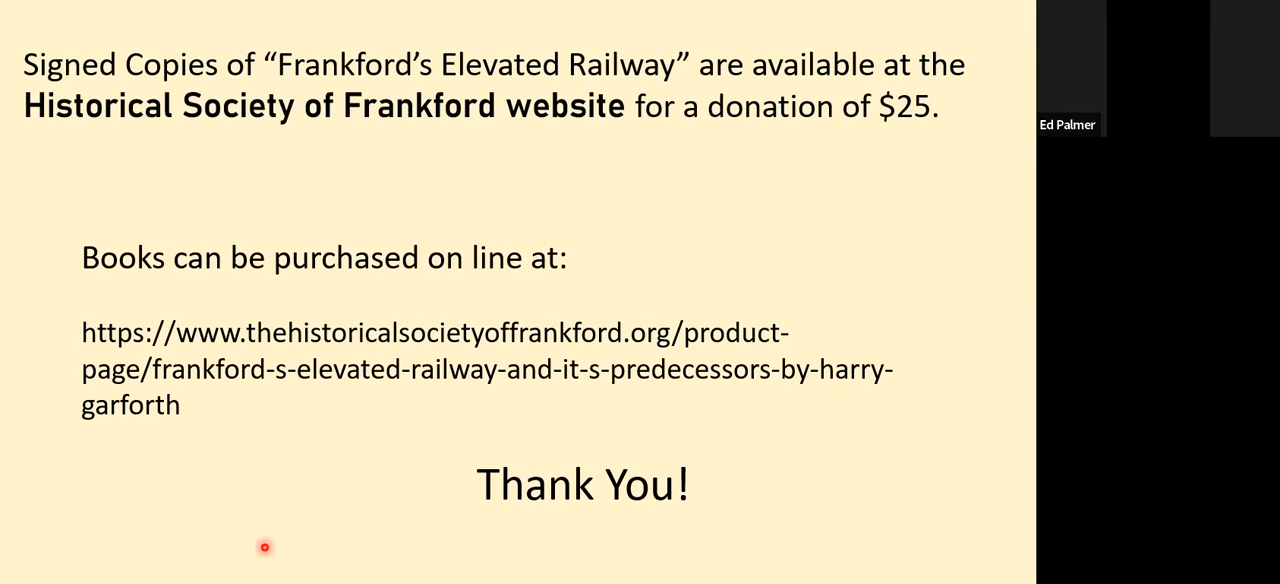 Signed Copies of “Frankford’s Elevated Railway” are available at the
Historical Society of Frankford website for a donation of $25.
Ed Palmer
Books can be purchased on line at:
https://www.thehistoricalsocietyoffrankford.org/product-
page/frankford-s-elevated-railway-and-it-s-predecessors-by-harry-
garforth
Thank You!